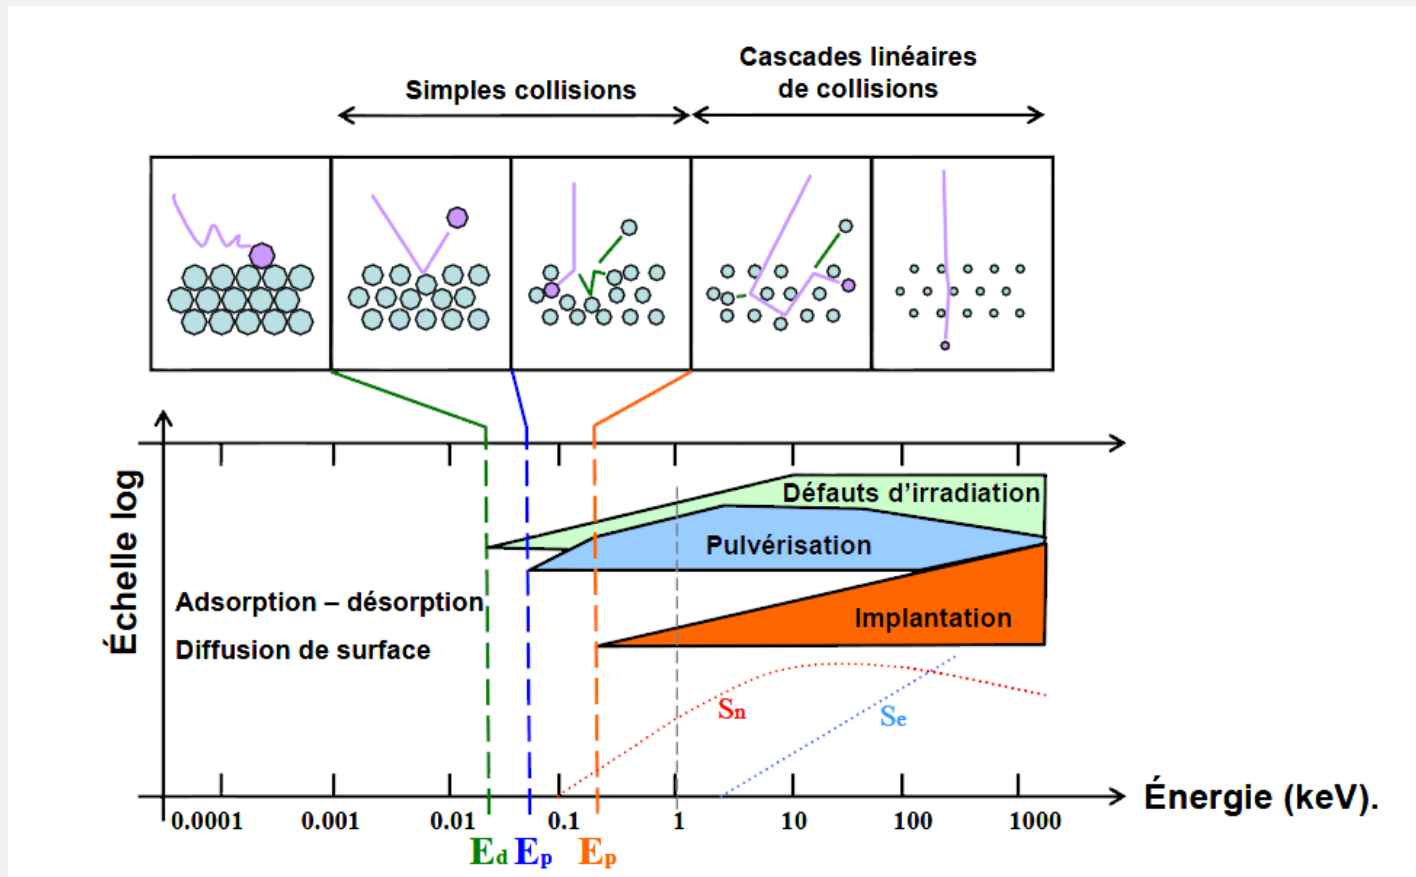 Cascades linéaires
de collisions
Simples collisions
Échelle log
Défauts d’irradiation
Pulvérisation
Adsorption – désorption
Implantation
Diffusion de surface
Sn
Se
Énergie (keV).
0.0001 0.001 0.01 0.1 1 10 100 1000
Ed Ep Ep